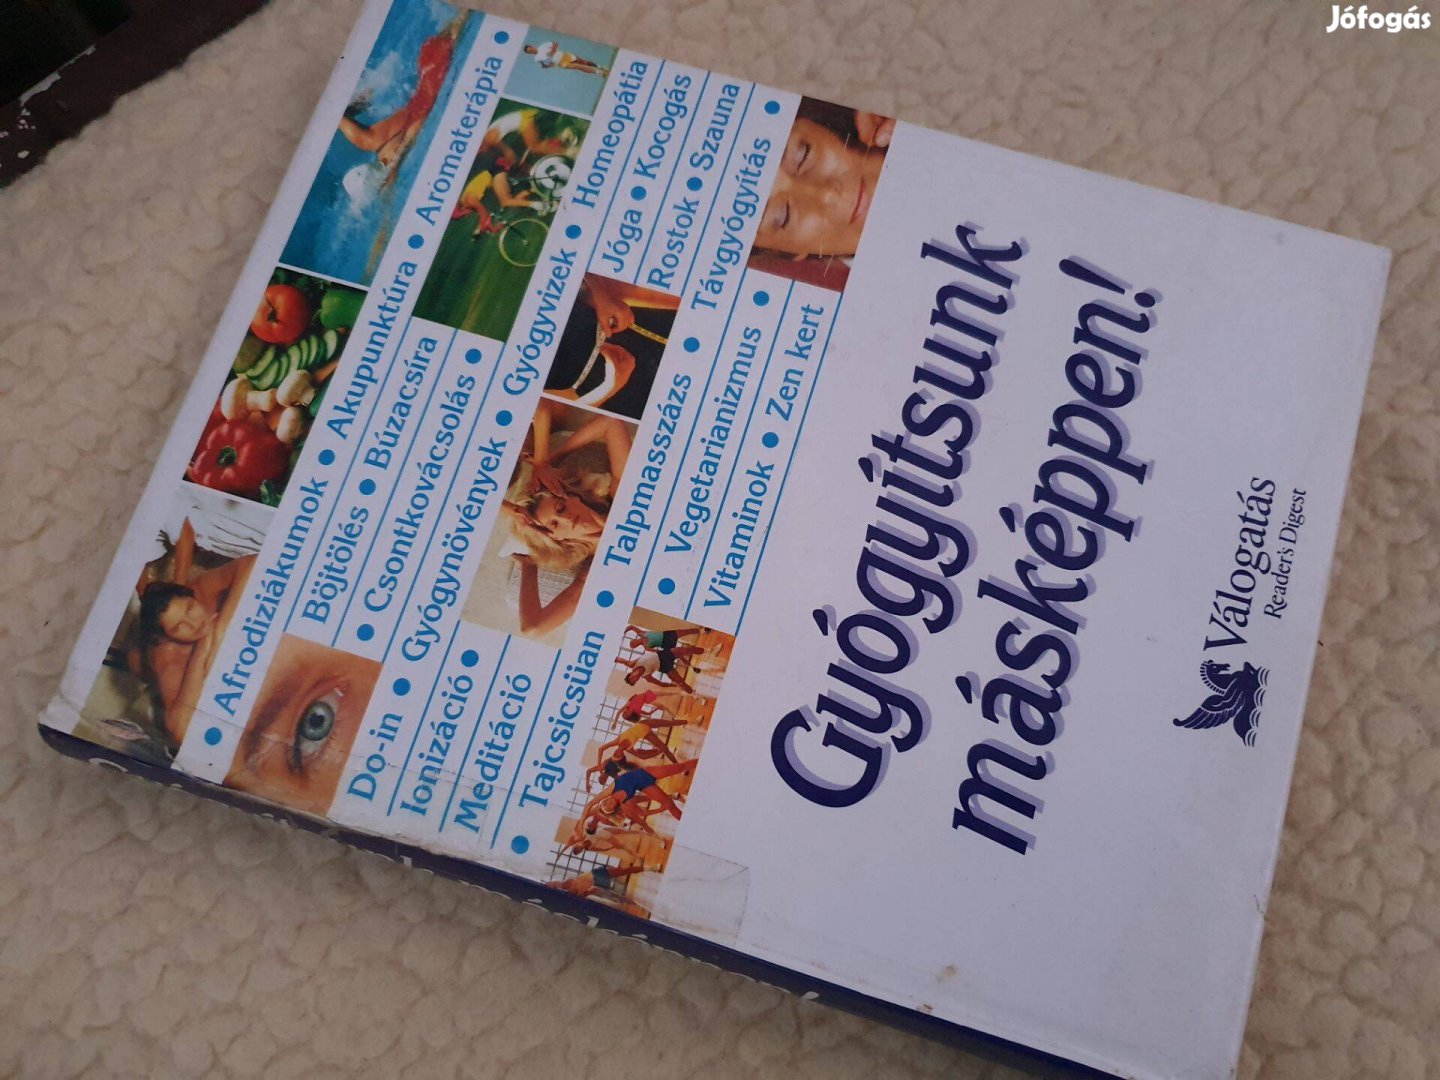 Jófogás
• Afrodiziákumok • Akupunktúra • Aromaterápia •
Böjtölés • Búzacsíra
• Csontkovácsolás •
Do-in • Gyógynövények • Gyógyvizek • Homeopátia
Ionizáció •
Jóga • Kocogás
Meditáció
Rostok • Szauna
• Tajcsicsüan • Talpmasszázs • Távgyógyítás •
• Vegetarianizmus •
Vitaminok • Zen kert
Gyógyítsunk
másképpen!
Válogatás
Reader's Digest